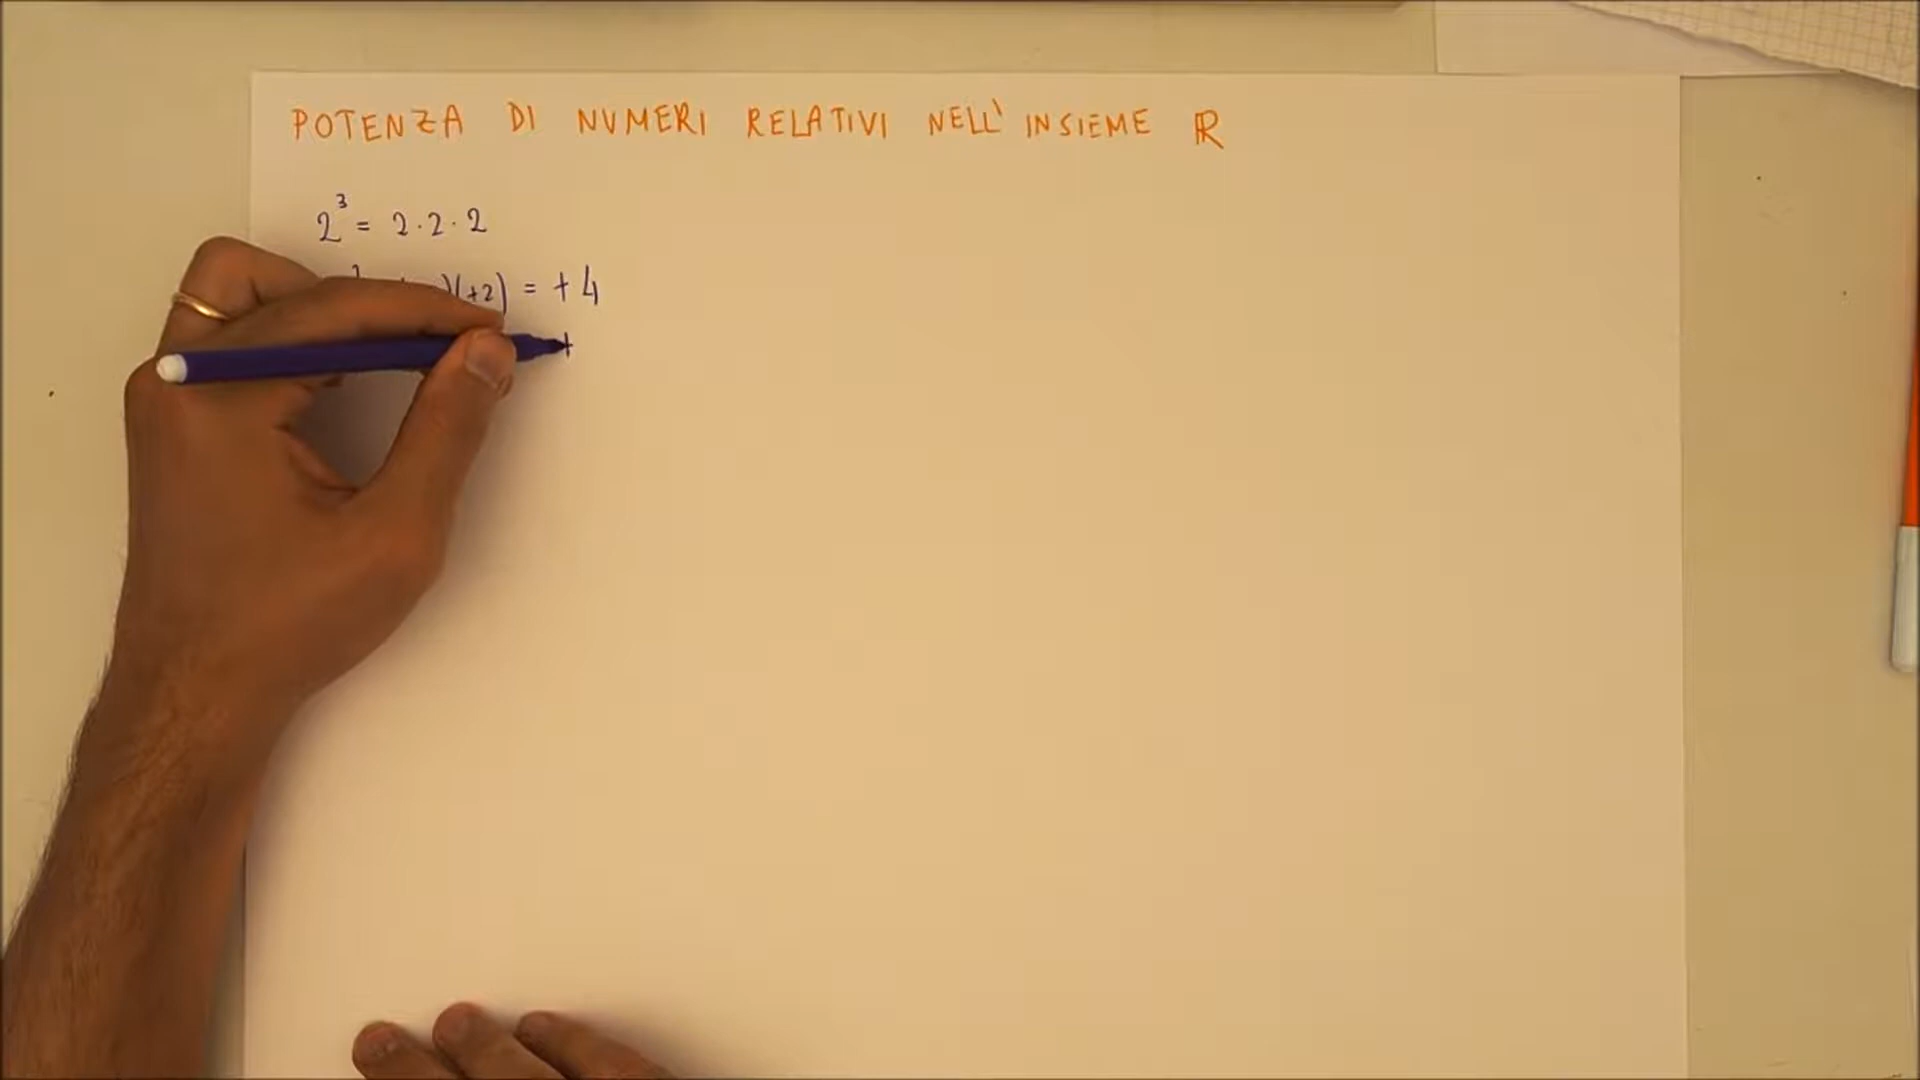 POTENZA DI NUMERI RELATIVI NELL' INSIEME ℝ
2³ = 2·2·2
)(+2) = +4
+